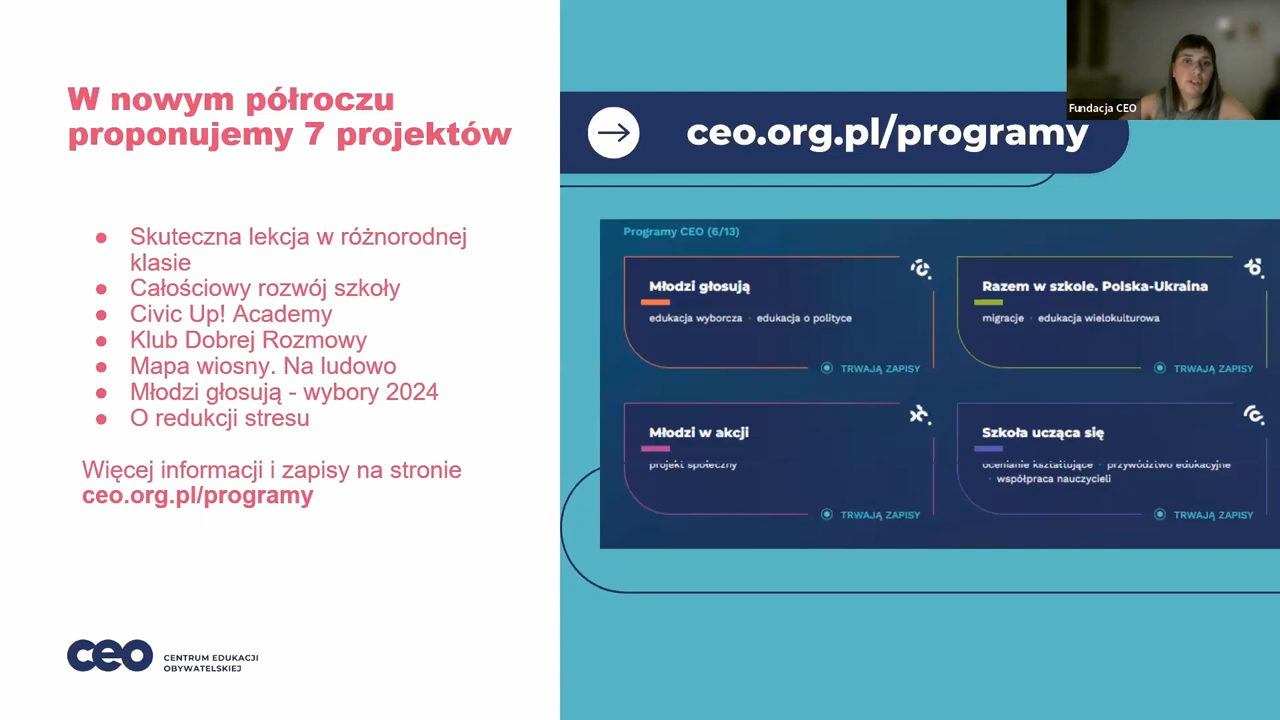 W nowym półroczu
proponujemy 7 projektów
● Skuteczna lekcja w różnorodnej
klasie
● Całościowy rozwój szkoły
● Civic Up! Academy
● Klub Dobrej Rozmowy
● Mapa wiosny. Na ludowo
● Młodzi głosują - wybory 2024
● O redukcji stresu
Więcej informacji i zapisy na stronie
ceo.org.pl/programy
ceo
CENTRUM EDUKACJI
OBYWATELSKIEJ
Fundacja CEO
ceo.org.pl/programy
Programy CEO (6/13)
Młodzi głosują
edukacja wyborcza · edukacja o polityce
TRWAJĄ ZAPISY
Razem w szkole. Polska-Ukraina
migracje · edukacja wielokulturowa
TRWAJĄ ZAPISY
Młodzi w akcji
projekt społeczny
TRWAJĄ ZAPISY
Szkoła ucząca się
ocenianie kształtujące · przywództwo edukacyjne
· współpraca nauczycieli
TRWAJĄ ZAPISY